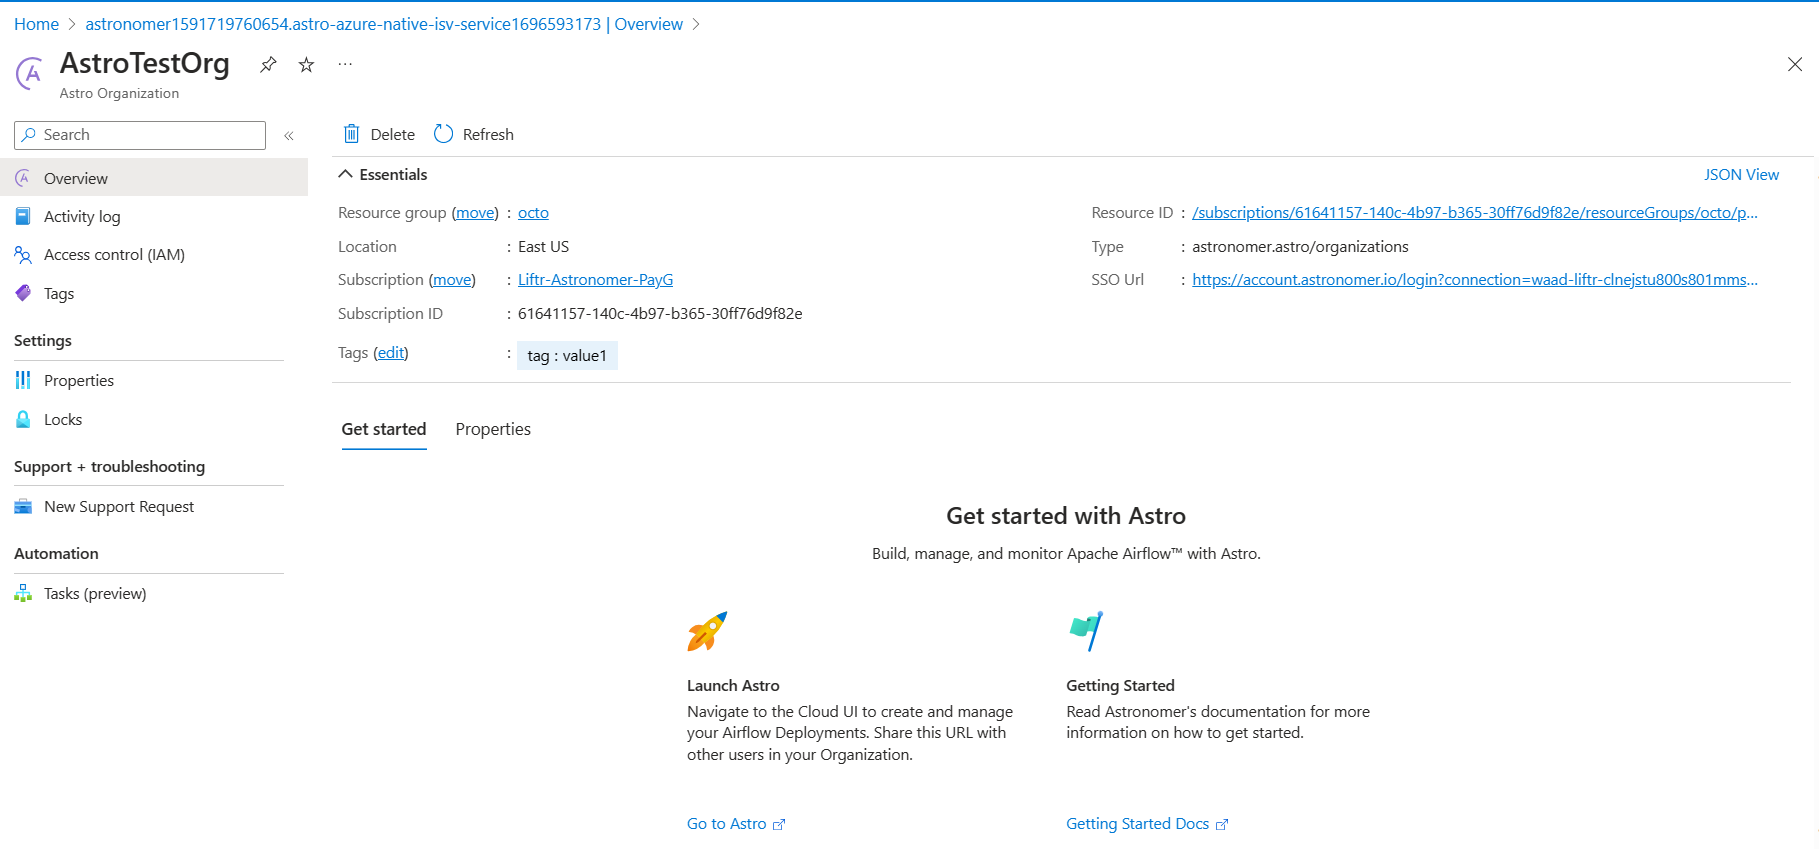 Home > astronomer1591719760654.astro-azure-native-isv-service1696593173 | Overview >
AstroTestOrg
...
Astro Organization
Search
«
Delete
Refresh
Overview
Activity log
Access control (IAM)
Tags
Settings
Properties
Locks
Support + troubleshooting
New Support Request
Automation
Tasks (preview)
Essentials
JSON View
Resource group (move) : octo
Location : East US
Subscription (move) : Liftr-Astronomer-PayG
Subscription ID : 61641157-140c-4b97-b365-30ff76d9f82e
Tags (edit) : tag : value1
Resource ID : /subscriptions/61641157-140c-4b97-b365-30ff76d9f82e/resourceGroups/octo/p...
Type : astronomer.astro/organizations
SSO Url : https://account.astronomer.io/login?connection=waad-liftr-clnejstu800s801mms...
Get started
Properties
Get started with Astro
Build, manage, and monitor Apache Airflow™ with Astro.
Launch Astro
Navigate to the Cloud UI to create and manage
your Airflow Deployments. Share this URL with
other users in your Organization.
Go to Astro
Getting Started
Read Astronomer's documentation for more
information on how to get started.
Getting Started Docs